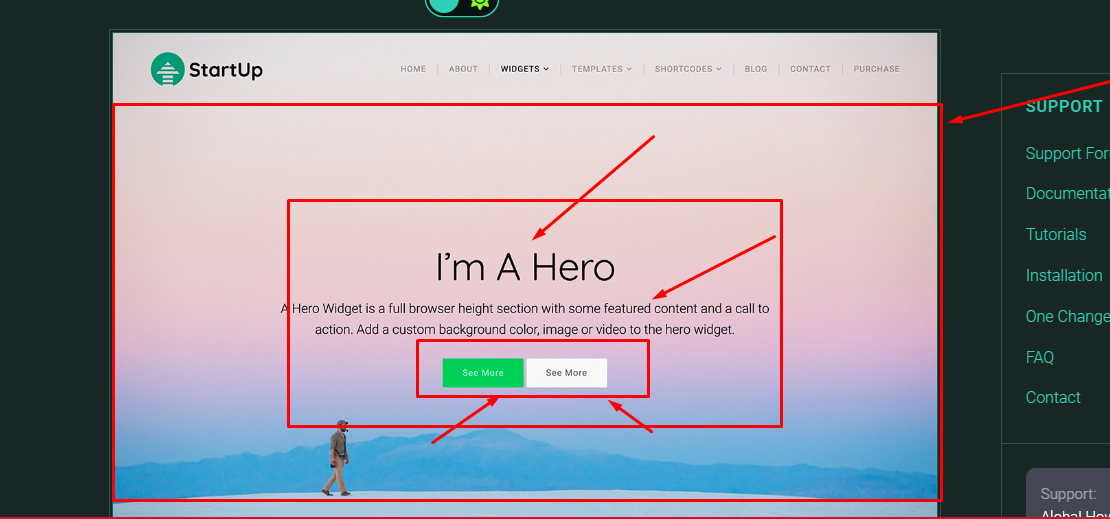 StartUp
HOME ABOUT WIDGETS TEMPLATES SHORTCODES BLOG CONTACT PURCHASE
I'm A Hero
A Hero Widget is a full browser height section with some featured content and a call to
action. Add a custom background color, image or video to the hero widget.
See More See More
SUPPORT
Support For
Documentat
Tutorials
Installation
One Change
FAQ
Contact
Support:
Aloha! How